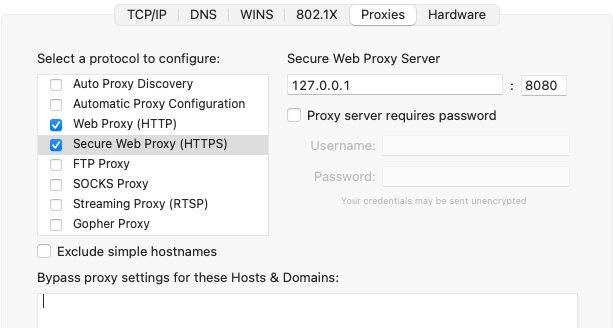 TCP/IP DNS WINS 802.1X Proxies Hardware
Select a protocol to configure:
Auto Proxy Discovery
Automatic Proxy Configuration
Web Proxy (HTTP)
Secure Web Proxy (HTTPS)
FTP Proxy
SOCKS Proxy
Streaming Proxy (RTSP)
Gopher Proxy
Exclude simple hostnames
Secure Web Proxy Server
127.0.0.1 : 8080
Proxy server requires password
Username:
Password:
Your credentials may be sent unencrypted
Bypass proxy settings for these Hosts & Domains: